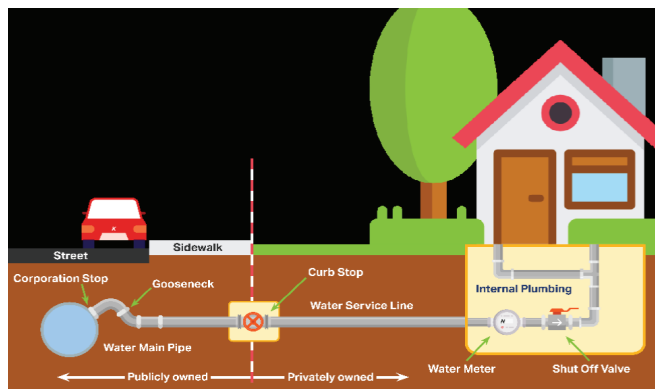 Street
Sidewalk
Corporation Stop
Gooseneck
Curb Stop
Water Service Line
Internal Plumbing
Water Main Pipe
Water Meter
Shut Off Valve
Publicly owned
Privately owned